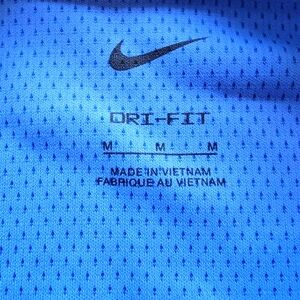 DRI-FIT
M M M
MADE IN VIETNAM
FABRIQUE AU VIETNAM